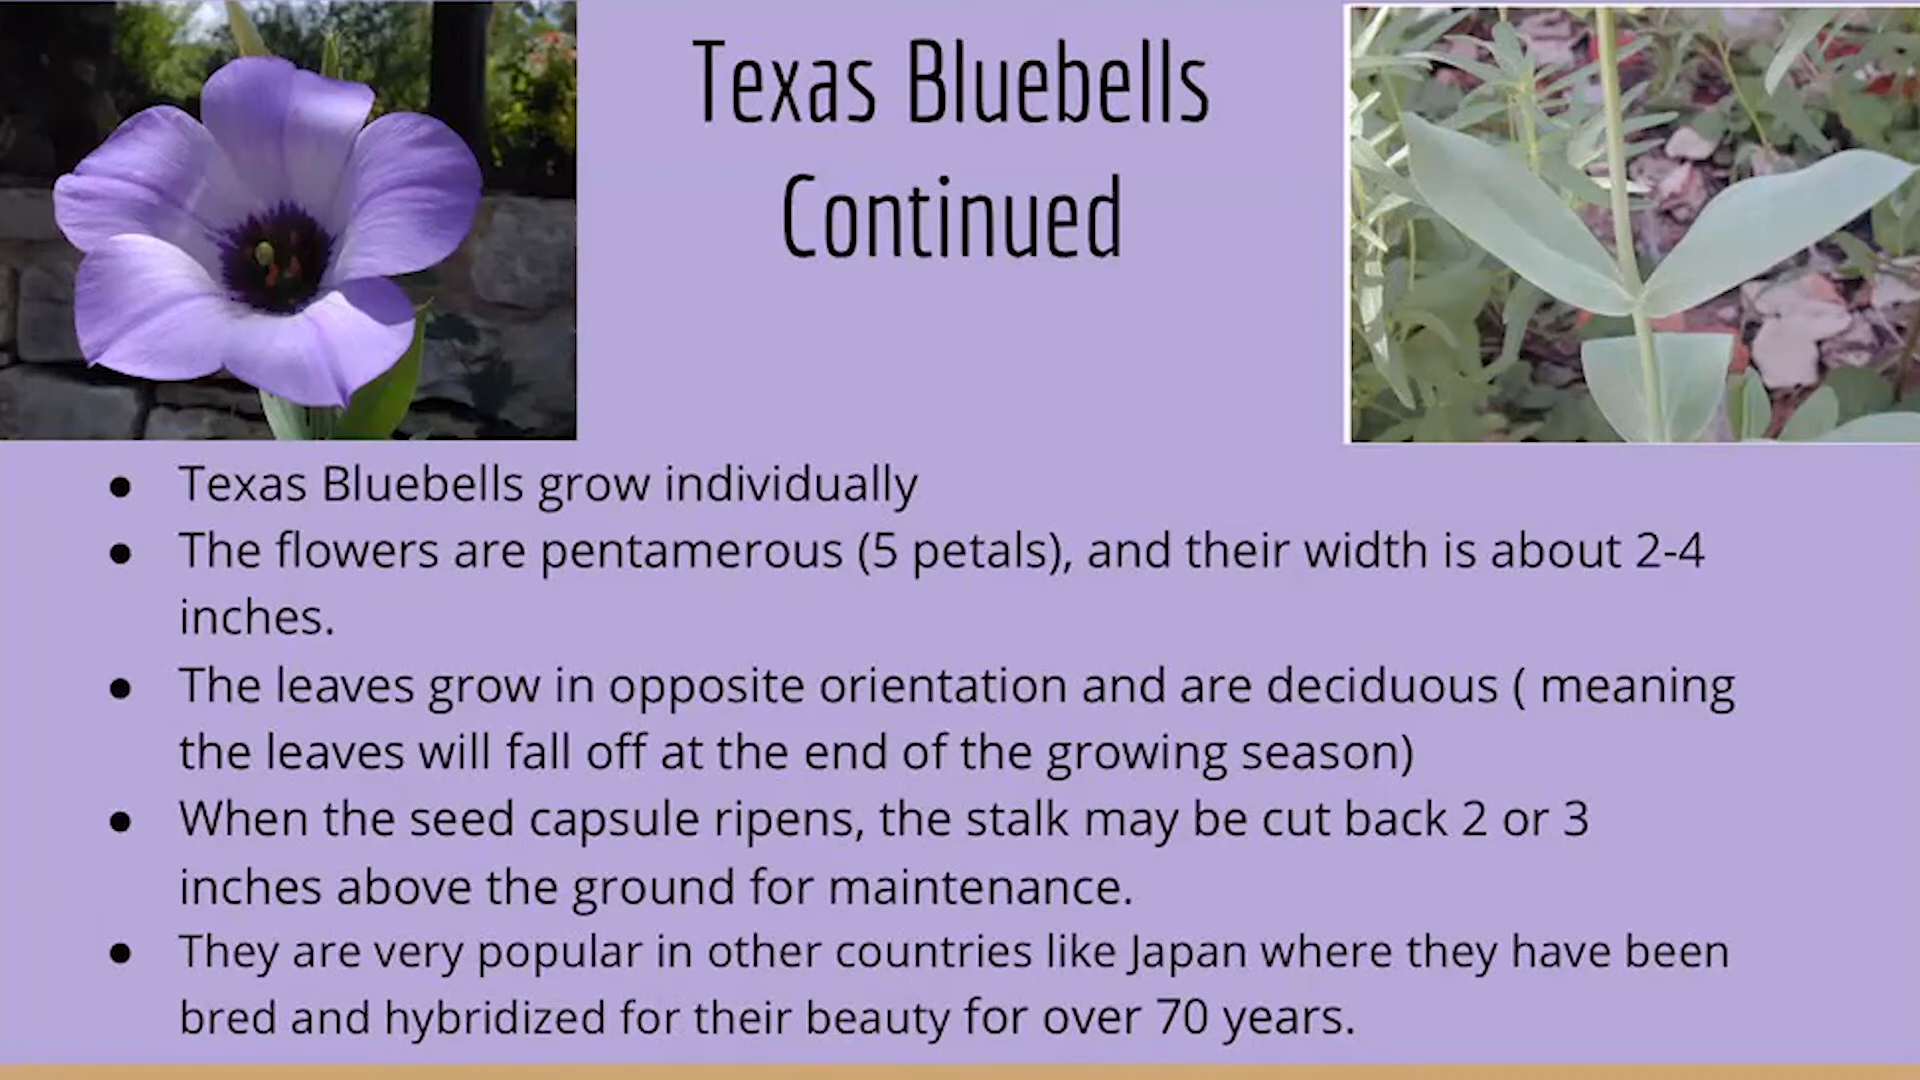 Texas Bluebells
Continued
● Texas Bluebells grow individually
● The flowers are pentamerous (5 petals), and their width is about 2-4
inches.
● The leaves grow in opposite orientation and are deciduous ( meaning
the leaves will fall off at the end of the growing season)
● When the seed capsule ripens, the stalk may be cut back 2 or 3
inches above the ground for maintenance.
● They are very popular in other countries like Japan where they have been
bred and hybridized for their beauty for over 70 years.